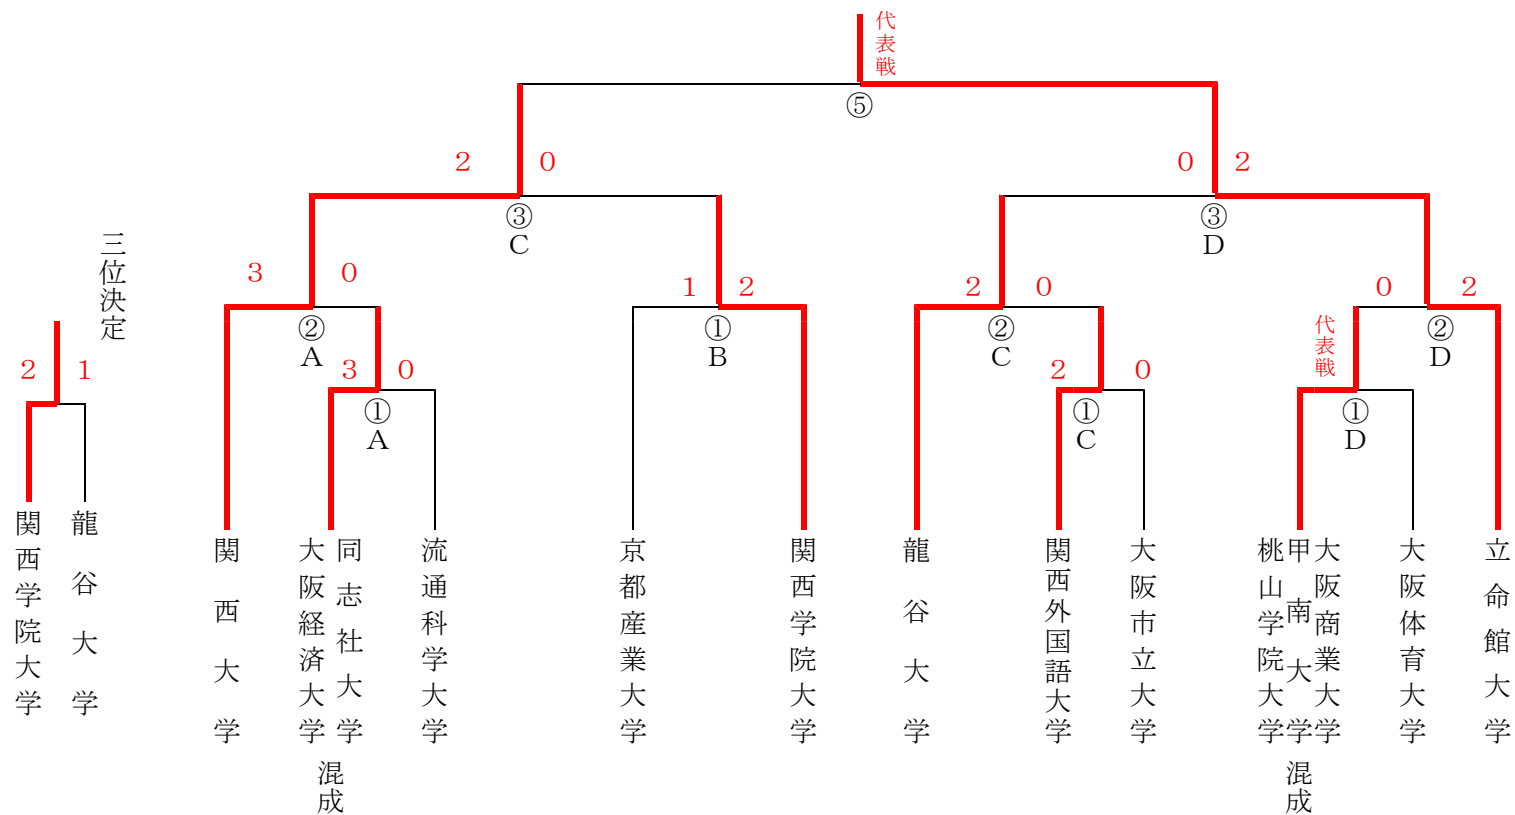 代表戦
⑤
２ ０
０ ２
③
Ｃ
③
Ｄ
三位決定
３ ０
１ ２
２ ０
０ ２
②
Ａ
①
Ｂ
②
Ｃ
②
Ｄ
代表戦
２ １
３ ０
２ ０
①
Ａ
①
Ｃ
①
Ｄ
関西学院大学
龍谷大学
関西大学
大阪経済大学
同志社大学
混成
流通科学大学
京都産業大学
関西学院大学
龍谷大学
関西外国語大学
大阪市立大学
桃山学院大学
甲南大学
大阪商業大学
混成
大阪体育大学
立命館大学